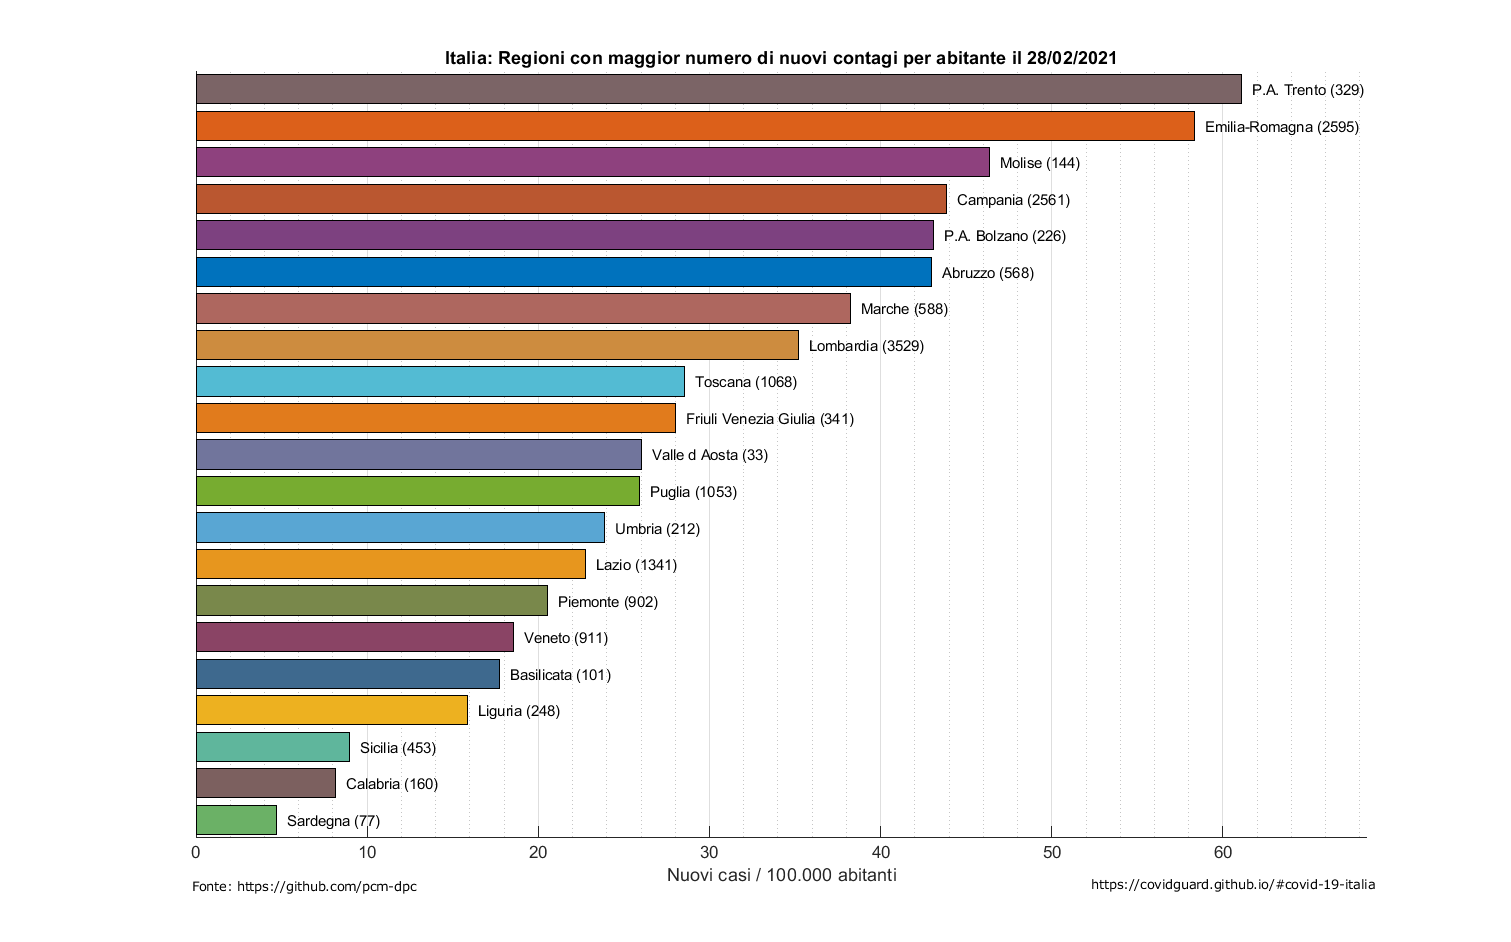 Italia: Regioni con maggior numero di nuovi contagi per abitante il 28/02/2021
P.A. Trento (329)
Emilia-Romagna (2595)
Molise (144)
Campania (2561)
P.A. Bolzano (226)
Abruzzo (568)
Marche (588)
Lombardia (3529)
Toscana (1068)
Friuli Venezia Giulia (341)
Valle d Aosta (33)
Puglia (1053)
Umbria (212)
Lazio (1341)
Piemonte (902)
Veneto (911)
Basilicata (101)
Liguria (248)
Sicilia (453)
Calabria (160)
Sardegna (77)
0 10 20 30 40 50 60
Nuovi casi / 100.000 abitanti
Fonte: https://github.com/pcm-dpc
https://covidguard.github.io/#covid-19-italia